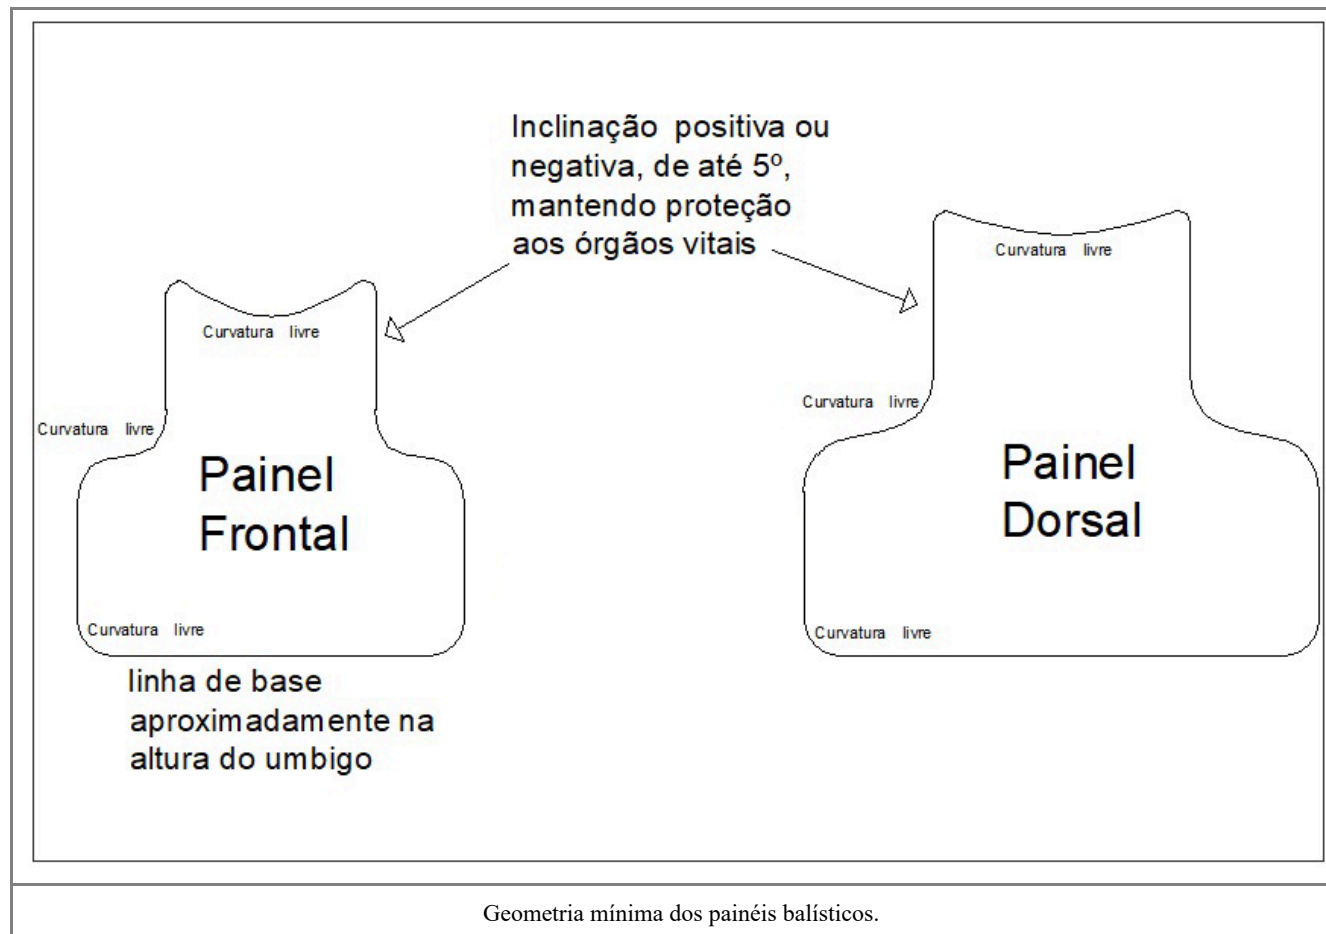 Inclinação positiva ou
negativa, de até 5º,
mantendo proteção
aos órgãos vitais
Curvatura livre
Curvatura livre
Curvatura livre
Painel
Frontal
Curvatura livre
linha de base
aproximadamente na
altura do umbigo
Curvatura livre
Painel
Dorsal
Curvatura livre
Geometria mínima dos painéis balísticos.